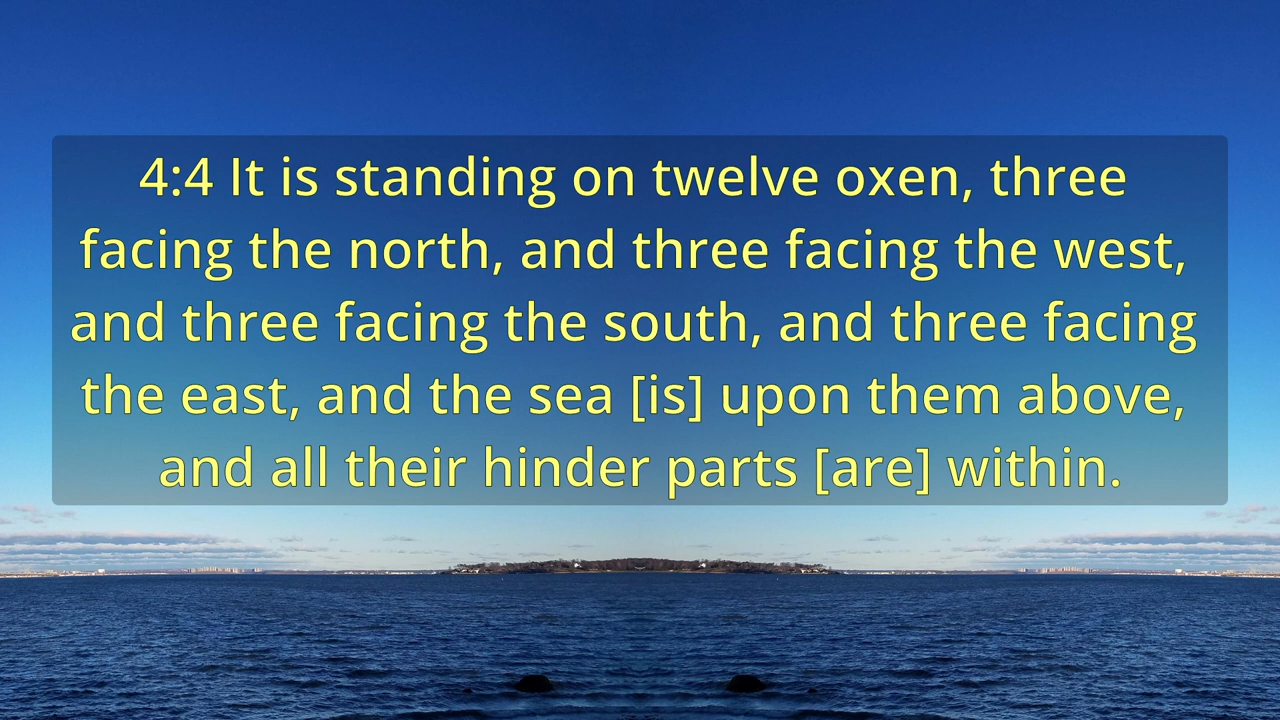 4:4 It is standing on twelve oxen, three
facing the north, and three facing the west,
and three facing the south, and three facing
the east, and the sea [is] upon them above,
and all their hinder parts [are] within.